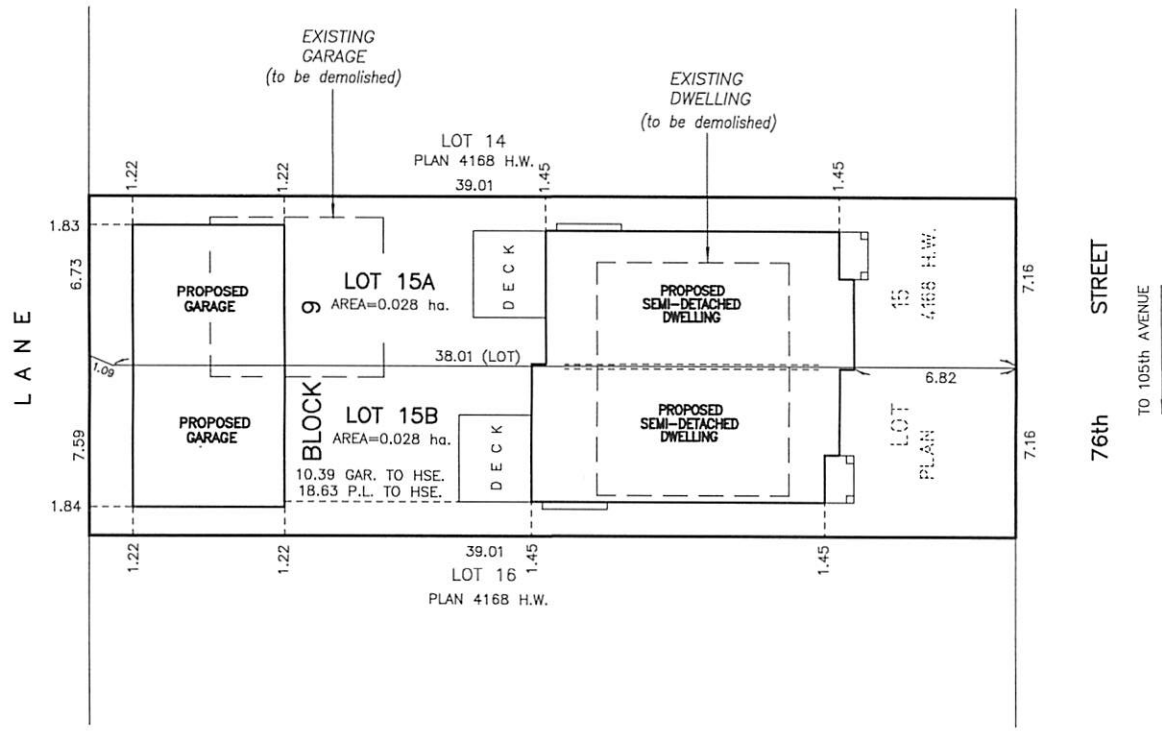 EXISTING
GARAGE
(to be demolished)
EXISTING
DWELLING
(to be demolished)
LOT 14
PLAN 4168 H.W.
39.01
1.22
1.22
1.45
1.45
1.83
6.73
LANE
1.09
7.59
1.84
PROPOSED
GARAGE
PROPOSED
GARAGE
BLOCK 9
LOT 15A
AREA=0.028 ha.
38.01 (LOT)
LOT 15B
AREA=0.028 ha.
10.39 GAR. TO HSE.
18.63 P.L. TO HSE.
DECK
DECK
PROPOSED
SEMI-DETACHED
DWELLING
PROPOSED
SEMI-DETACHED
DWELLING
LOT 15
PLAN 4168 H.W.
6.82
7.16
7.16
76th STREET
TO 105th AVENUE
1.22
1.22
39.01
1.45
1.45
LOT 16
PLAN 4168 H.W.